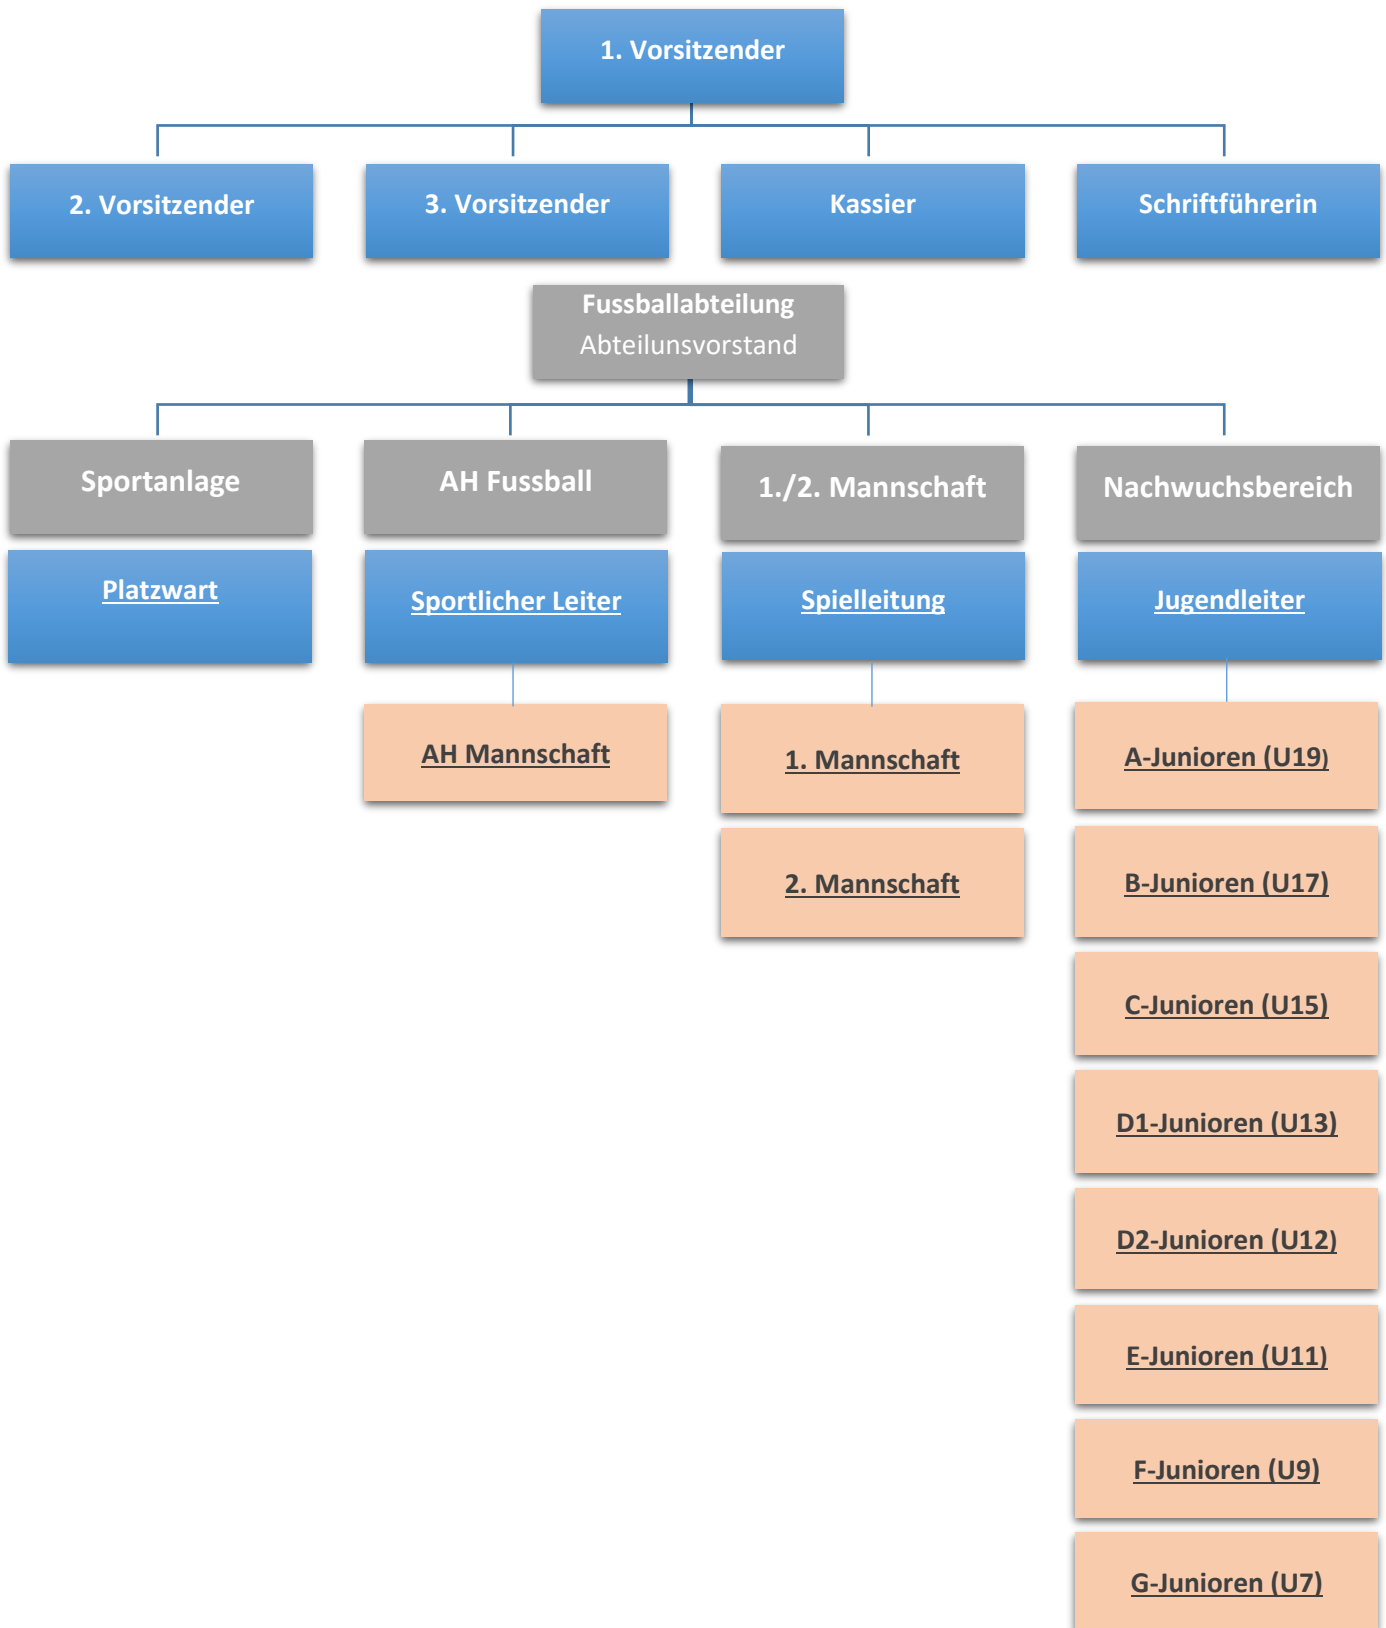 1. Vorsitzender
2. Vorsitzender
3. Vorsitzender
Kassier
Schriftführerin
Fussballabteilung
Abteilunsvorstand
Sportanlage
AH Fussball
1./2. Mannschaft
Nachwuchsbereich
Platzwart
Sportlicher Leiter
Spielleitung
Jugendleiter
AH Mannschaft
1. Mannschaft
A-Junioren (U19)
2. Mannschaft
B-Junioren (U17)
C-Junioren (U15)
D1-Junioren (U13)
D2-Junioren (U12)
E-Junioren (U11)
F-Junioren (U9)
G-Junioren (U7)